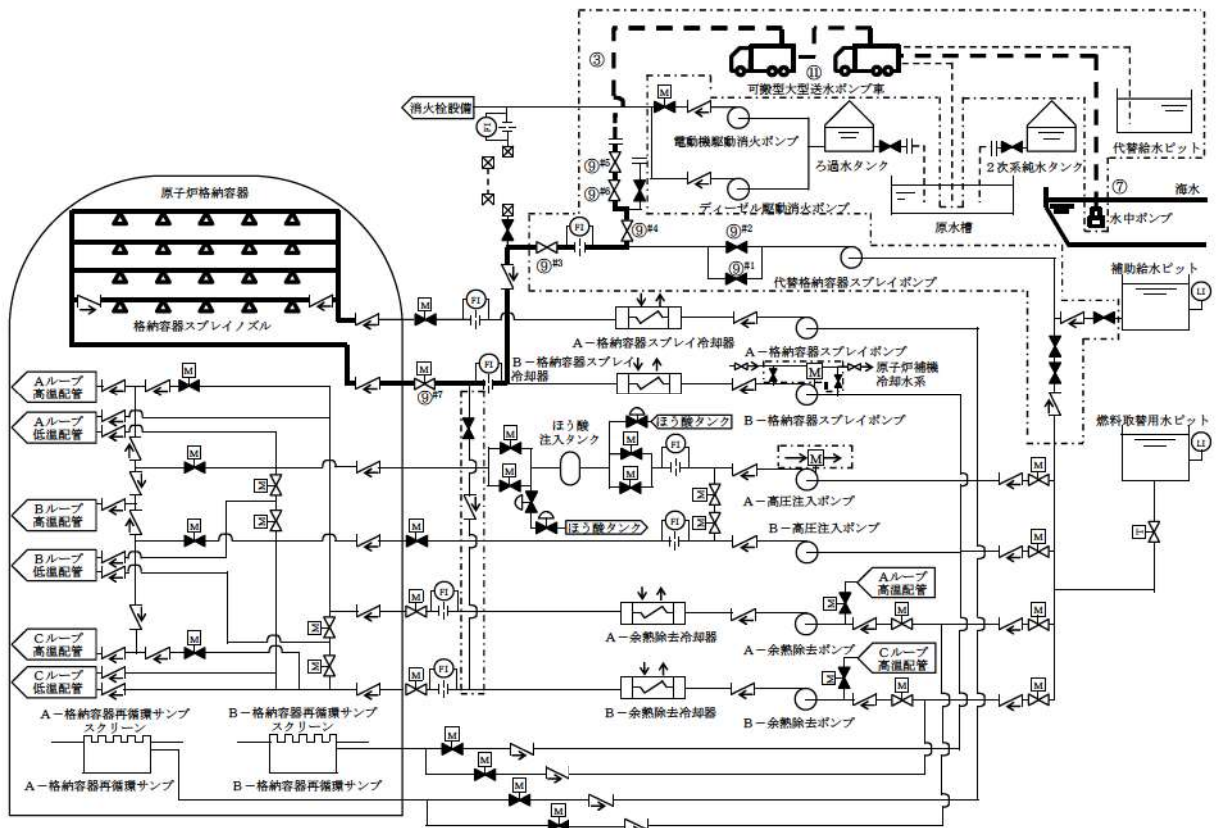 ③
⑪
可搬型大型送水ポンプ車
消火栓設備
M
FI
電動機駆動消火ポンプ
ろ過水タンク
2次系純水タンク
代替給水ピット
⑨#5
⑨#6
ディーゼル駆動消火ポンプ
原水槽
⑦
海水
水中ポンプ
原子炉格納容器
⑨#4
⑨#3
FI
⑨#2
⑨#1
代替格納容器スプレイポンプ
補助給水ピット
LI
格納容器スプレイノズル
M
FI
A-格納容器スプレイ冷却器
A-格納容器スプレイポンプ
B-格納容器スプレイ
冷却器
M
⑨#7
FI
M
原子炉補機
冷却水系
B-格納容器スプレイポンプ
燃料取替用水ピット
LI
Aループ
高温配管
M
Aループ
低温配管
ほう酸
注入タンク
ほう酸タンク
M
M
M
M
FI
M
A-高圧注入ポンプ
M
M
M
Bループ
高温配管
M
M
ほう酸タンク
FI
M
B-高圧注入ポンプ
M
M
M
I
Bループ
低温配管
M
M
FI
A-余熱除去冷却器
Aループ
高温配管
M
M
M
A-余熱除去ポンプ
Cループ
高温配管
M
M
Cループ
低温配管
M
FI
B-余熱除去冷却器
Cループ
高温配管
M
M
M
B-余熱除去ポンプ
A-格納容器再循環サンプ
スクリーン
B-格納容器再循環サンプ
スクリーン
A-格納容器再循環サンプ
B-格納容器再循環サンプ
M
M
M
M